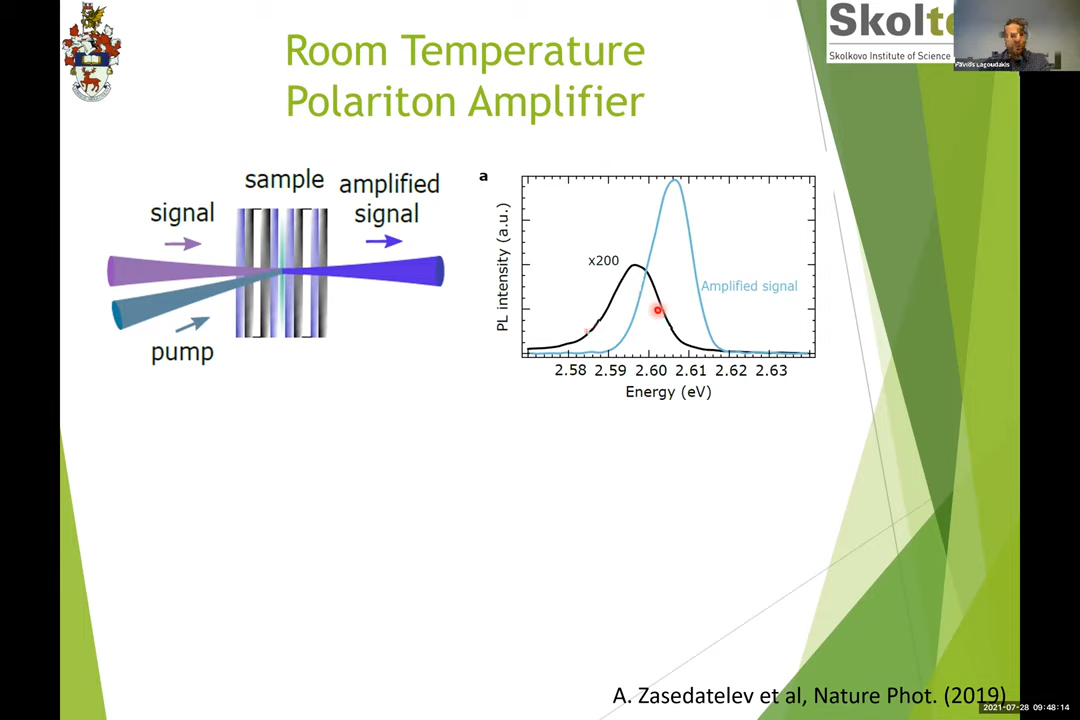 Room Temperature
Polariton Amplifier
Skolte
Skolkovo Institute of Science
Pavlos Lagoudakis
sample
amplified
signal
signal
pump
a
x200
Amplified signal
PL intensity (a.u.)
2.58 2.59 2.60 2.61 2.62 2.63
Energy (eV)
A. Zasedatelev et al, Nature Phot. (2019)
2021-07-28 09:48:14